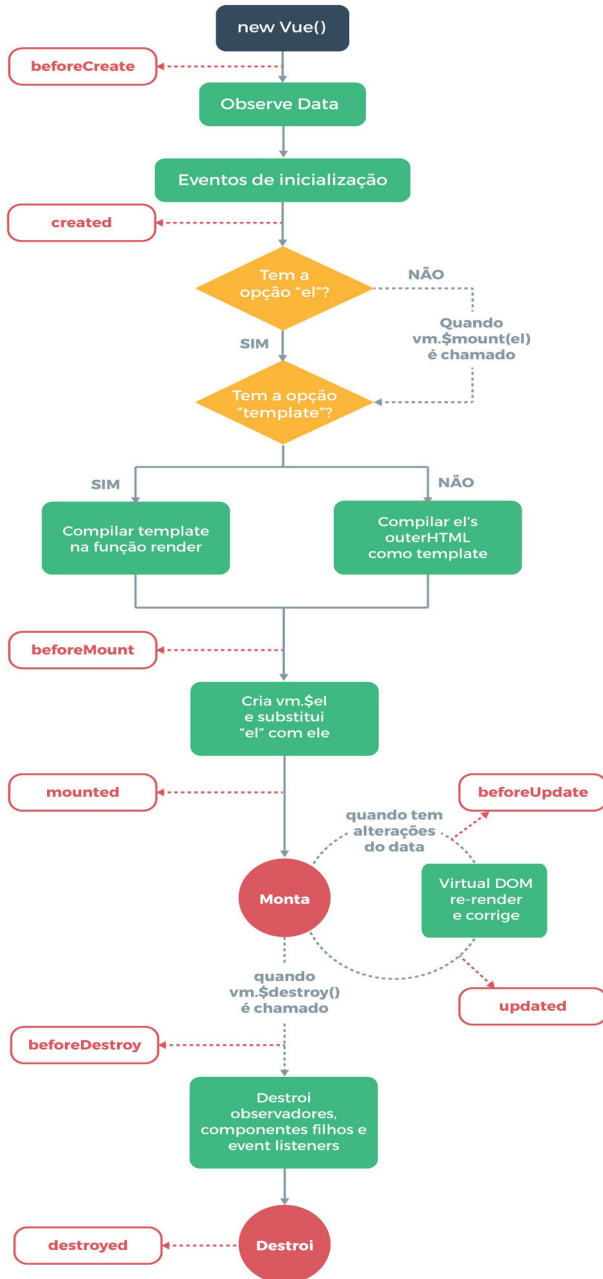 new Vue()
beforeCreate
Observe Data
Eventos de inicialização
created
Tem a
opção “el”?
NÃO
Quando
vm.$mount(el)
é chamado
SIM
Tem a opção
“template”?
SIM
NÃO
Compilar template
na função render
Compilar el’s
outerHTML
como template
beforeMount
Cria vm.$el
e substitui
“el” com ele
mounted
beforeUpdate
quando tem
alterações
do data
Monta
Virtual DOM
re-render
e corrige
updated
quando
vm.$destroy()
é chamado
beforeDestroy
Destroi
observadores,
componentes filhos e
event listeners
destroyed
Destroi